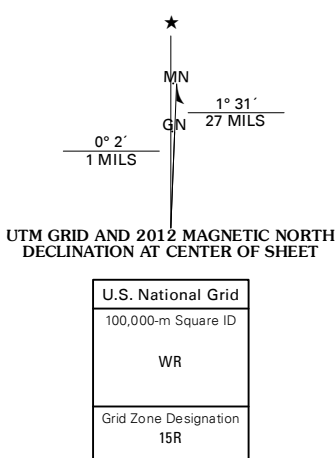 ★
MN
1° 31´
27 MILS
GN
0° 2´
1 MILS
UTM GRID AND 2012 MAGNETIC NORTH
DECLINATION AT CENTER OF SHEET
U.S. National Grid
100,000-m Square ID
WR
Grid Zone Designation
15R